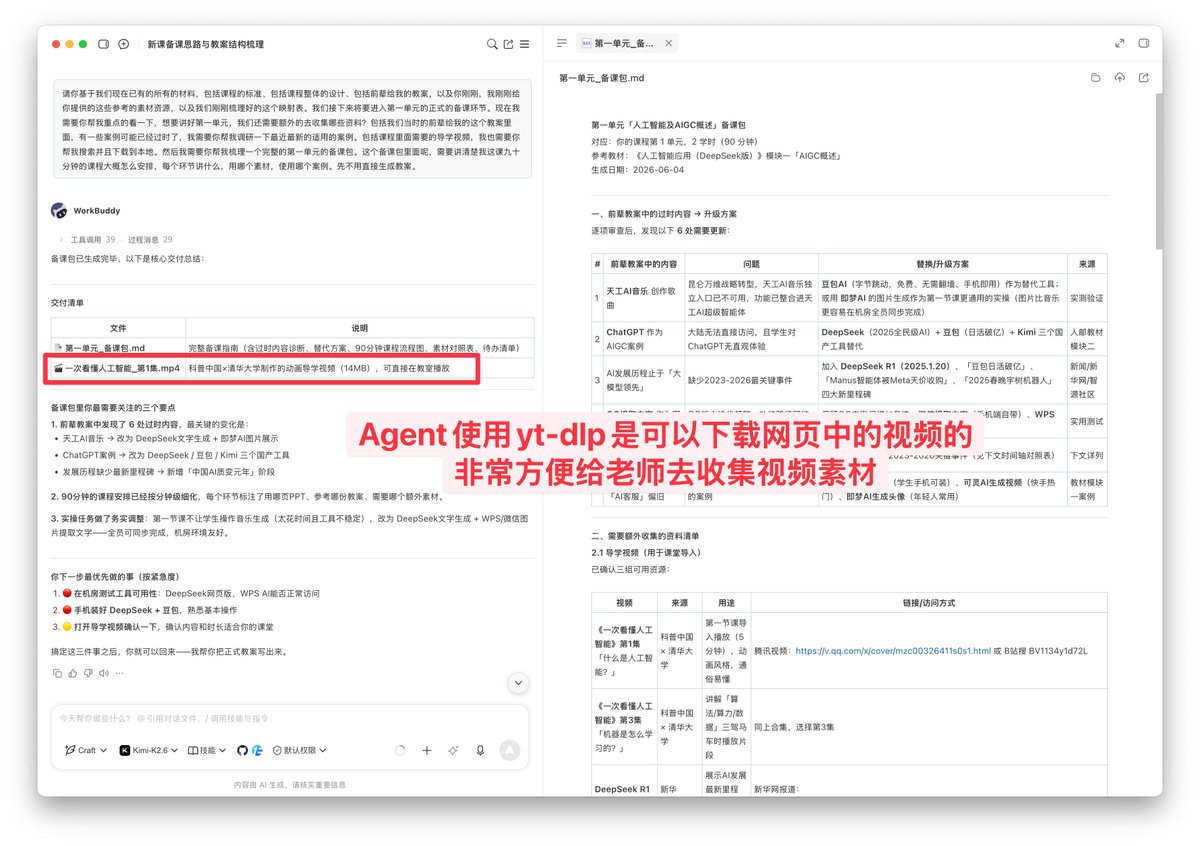 新课备课思路与教案结构梳理
请你基于我们现在已有的所有的材料，包括课程的标准、包括课程整体的设计、包括前辈给我的教案，以及你刚刚，我刚刚给
你提供的这些参考的素材资源，以及我们刚刚梳理好的这个映射表。我们接下来将要进入第一单元的正式的备课环节。现在我
需要你帮我重点的看一下，想要讲好第一单元，我们还需要额外的去收集哪些资料？包括我们当时的前辈给我的这个教案里
面，有一些案例可能已经过时了，我需要你帮我调研一下最近最新的适用的案例。包括课程里面需要的导学视频，我也需要你
帮我搜索并且下载到本地。然后我需要你帮我梳理一个完整的第一单元的备课包。这个备课包里面呢，需要讲清楚我这课九十
分钟的课程大概怎么安排，每个环节讲什么，用哪个素材，使用哪个案例。先不用直接生成教案。
WorkBuddy
工具调用 39 · 过程消息 29
备课包已生成完毕，以下是核心交付总结：
交付清单
文件 说明
第一单元_备课包.md 完整备课指南（含过时内容诊断、替代方案、90分钟课程流程图、素材对照表、待办清单）
一次看懂人工智能_第1集.mp4 科普中国×清华大学制作的动画导学视频（14MB），可直接在教室播放
备课包里你最需要关注的三个要点
1. 前辈教案中发现了 6 处过时内容，最关键的变化是：
• 天工AI音乐 → 改为 DeepSeek文字生成 + 即梦AI图片展示
• ChatGPT案例 → 改为 DeepSeek / 豆包 / Kimi 三个国产工具
• 发展历程缺少最新里程碑 → 新增「中国AI质变元年」阶段
2. 90分钟的课程安排已经按分钟级细化，每个环节标注了用哪页PPT、参考哪份教案、需要哪个额外素材。
3. 实操任务做了务实调整：第一节课不让学生操作音乐生成（太花时间且工具不稳定），改为 DeepSeek文字生成 + WPS/微信图
片提取文字——全员可同步完成，机房环境友好。
你下一步最优先做的事（按紧急度）
1. 在机房测试工具可用性：DeepSeek网页版、WPS AI能否正常访问
2. 手机装好 DeepSeek + 豆包，熟悉基本操作
3. 打开导学视频确认一下，确认内容和时长适合你的课堂
搞定这三件事之后，你就可以回来——我帮你把正式教案写出来。
今天帮你做些什么？ @ 引用对话文件，/ 调用技能与指令
Craft Kimi-K2.6 技能 默认权限
内容由 AI 生成，请核实重要信息
第一单元_备...
第一单元_备课包.md
第一单元「人工智能及AIGC概述」备课包
对应：你的课程第 1 单元，2 学时（90 分钟）
参考教材：《人工智能应用（DeepSeek版）》模块一「AIGC概述」
生成日期：2026-06-04
一、前辈教案中的过时内容 → 升级方案
逐项审查后，发现以下 6 处需要更新：
# 前辈教案中的内容 问题 替换/升级方案 来源
1 天工AI音乐 创作歌曲 昆仑万维战略转型，天工AI音乐独立入口已不可用，功能已整合进天工AI超级智能体 豆包AI（字节跳动，免费、无需翻墙、手机即用）作为替代工具；或用 即梦AI 的图片生成作为第一节课更通用的实操（图片比音乐更容易在机房全员同步完成） 实测验证
2 ChatGPT 作为AIGC案例 大陆无法直接访问，且学生对ChatGPT无直观体验 DeepSeek（2025全民级AI）+ 豆包（日活破亿）+ Kimi 三个国产工具替代 人邮教材模块二
3 AI发展历程止于「大模型领先」 缺少2023-2026最关键事件 加入 DeepSeek R1（2025.1.20）、「豆包日活破亿」、「Manus智能体被Meta天价收购」、「2025春晚宇树机器人」四大新里程碑 新闻/新华网/智源社区
手机端自带）、WPS 实用测试
2023-2026关键事件（见下文时间轴对照表） 下文详列
「AI客服」偏旧 的案例 （学生手机可装）、可灵AI生成视频（快手热门）、即梦AI生成头像（年轻人常用） 教材模块一案例
Agent使用yt-dlp是可以下载网页中的视频的
非常方便给老师去收集视频素材
二、需要额外收集的资料清单
2.1 导学视频（用于课堂导入）
已确认三组可用资源：
视频 来源 用途 链接/访问方式
《一次看懂人工智能》第1集「什么是人工智能？」 科普中国 × 清华大学 第一节课导入播放（5分钟），动画风格，通俗易懂 腾讯视频：https://v.qq.com/x/cover/mzc00326411s0s1.html 或 B站搜 BV1134y1d72L
《一次看懂人工智能》第3集「机器是怎么学习的？」 科普中国 × 清华大学 讲解「算法/算力/数据」三驾马车时播放片段 同上合集，选择第3集
DeepSeek R1 新华 展示AI发展最新里程 新华网报道：